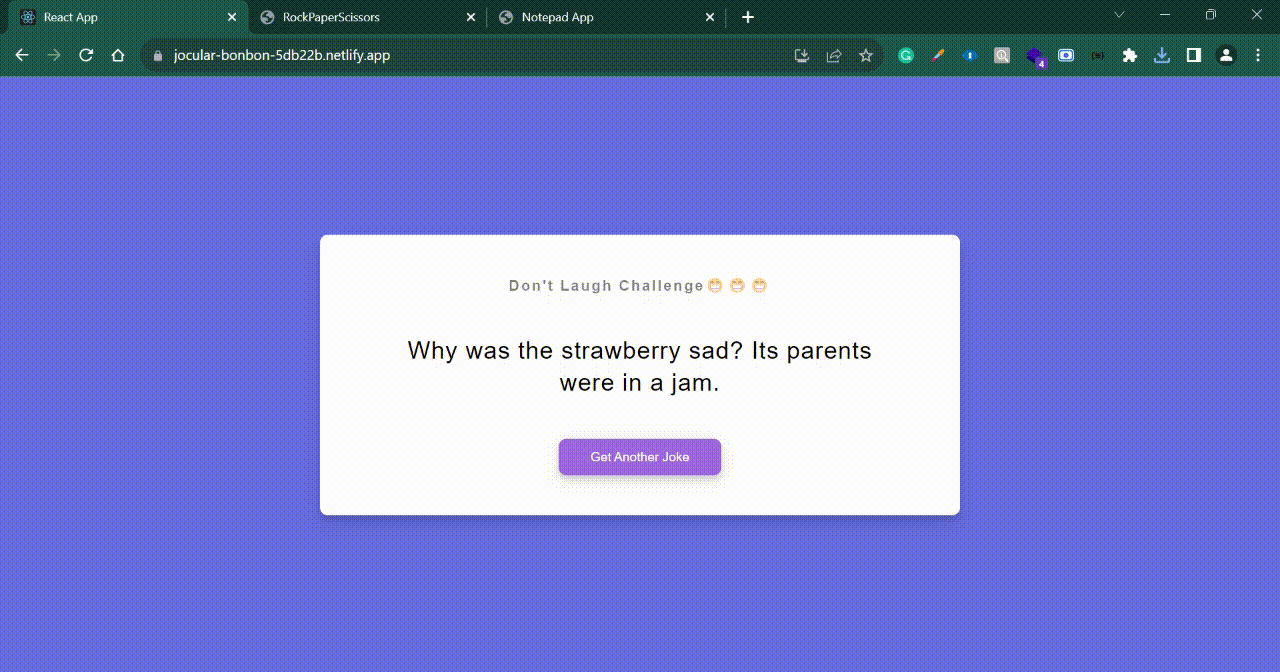 React App
RockPaperScissors
Notepad App
jocular-bonbon-5db22b.netlify.app
4
Don't Laugh Challenge😁 😁 😁
Why was the strawberry sad? Its parents
were in a jam.
Get Another Joke